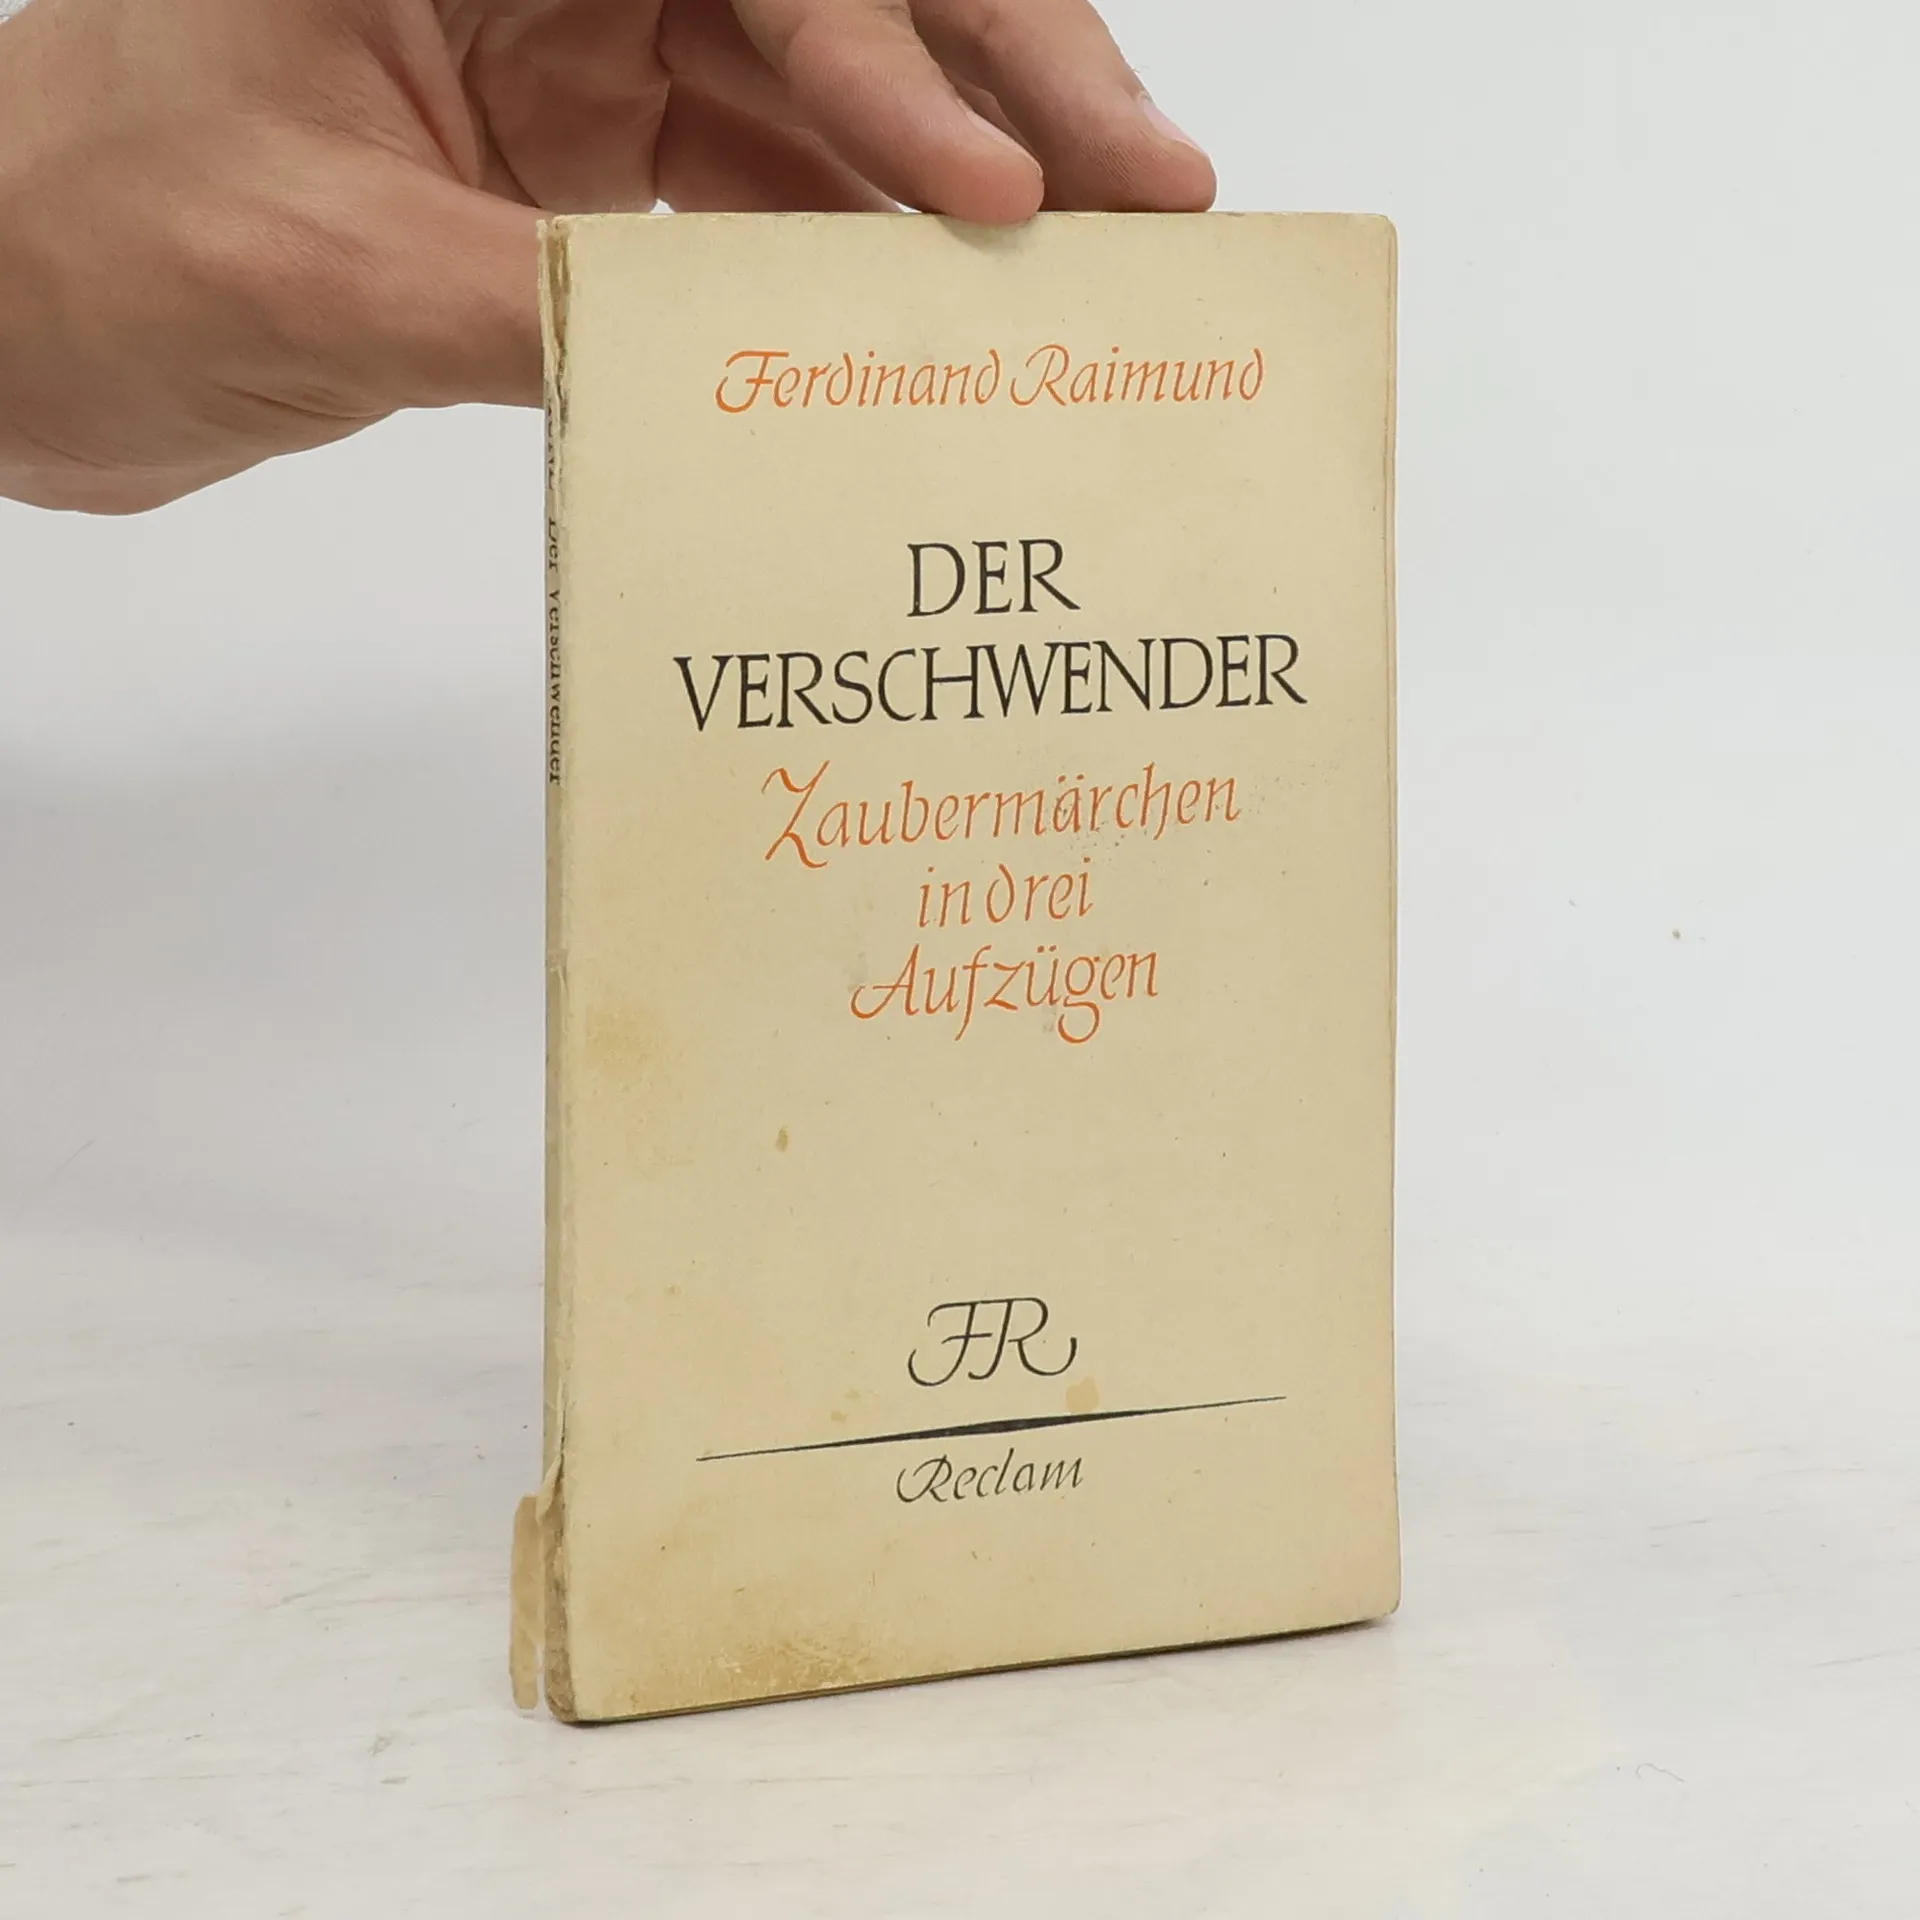 Ferdinand Raimund
DER
VERSCHWENDER
Zaubermärchen
in drei
Aufzügen
FR
Reclam
Der Verschwender